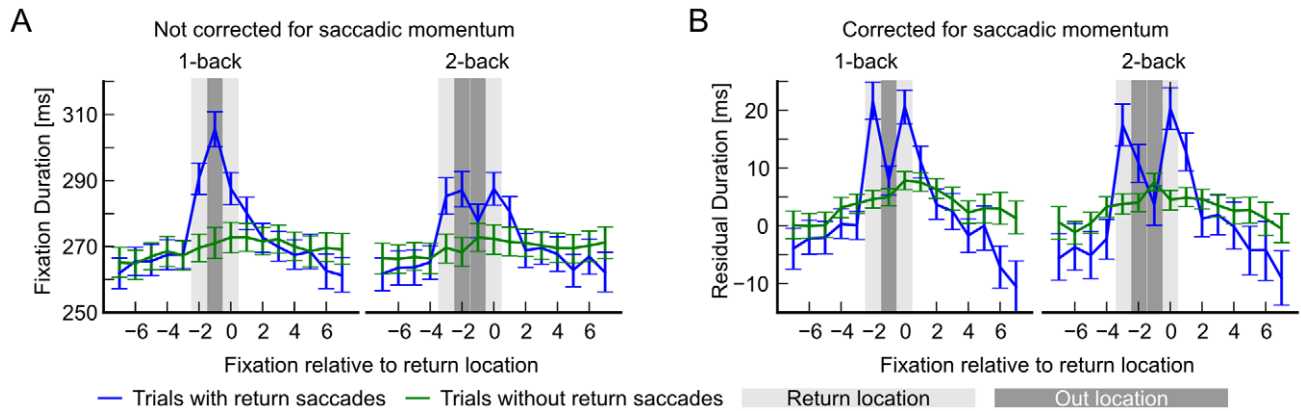 A
Not corrected for saccadic momentum
1-back
2-back
Fixation Duration [ms]
310
290
270
250
−6 −4 −2 0 2 4 6
−6 −4 −2 0 2 4 6
Fixation relative to return location
B
Corrected for saccadic momentum
1-back
2-back
Residual Duration [ms]
20
10
0
−10
−6 −4 −2 0 2 4 6
−6 −4 −2 0 2 4 6
Fixation relative to return location
Trials with return saccades
Trials without return saccades
Return location
Out location